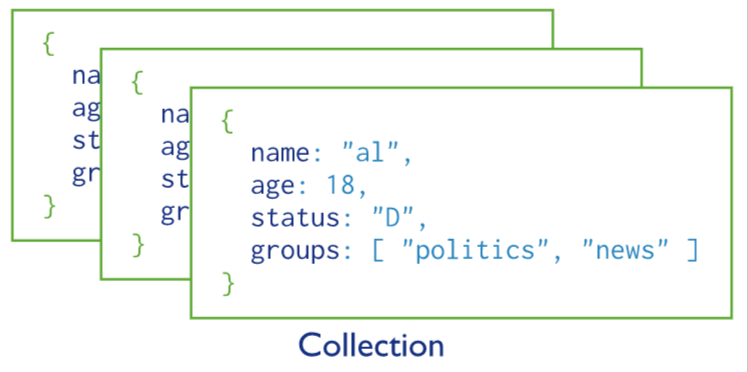 {
na
ag
st
gr
}
{
na
ag
st
gr
}
{
name: "al",
age: 18,
status: "D",
groups: [ "politics", "news" ]
}
Collection